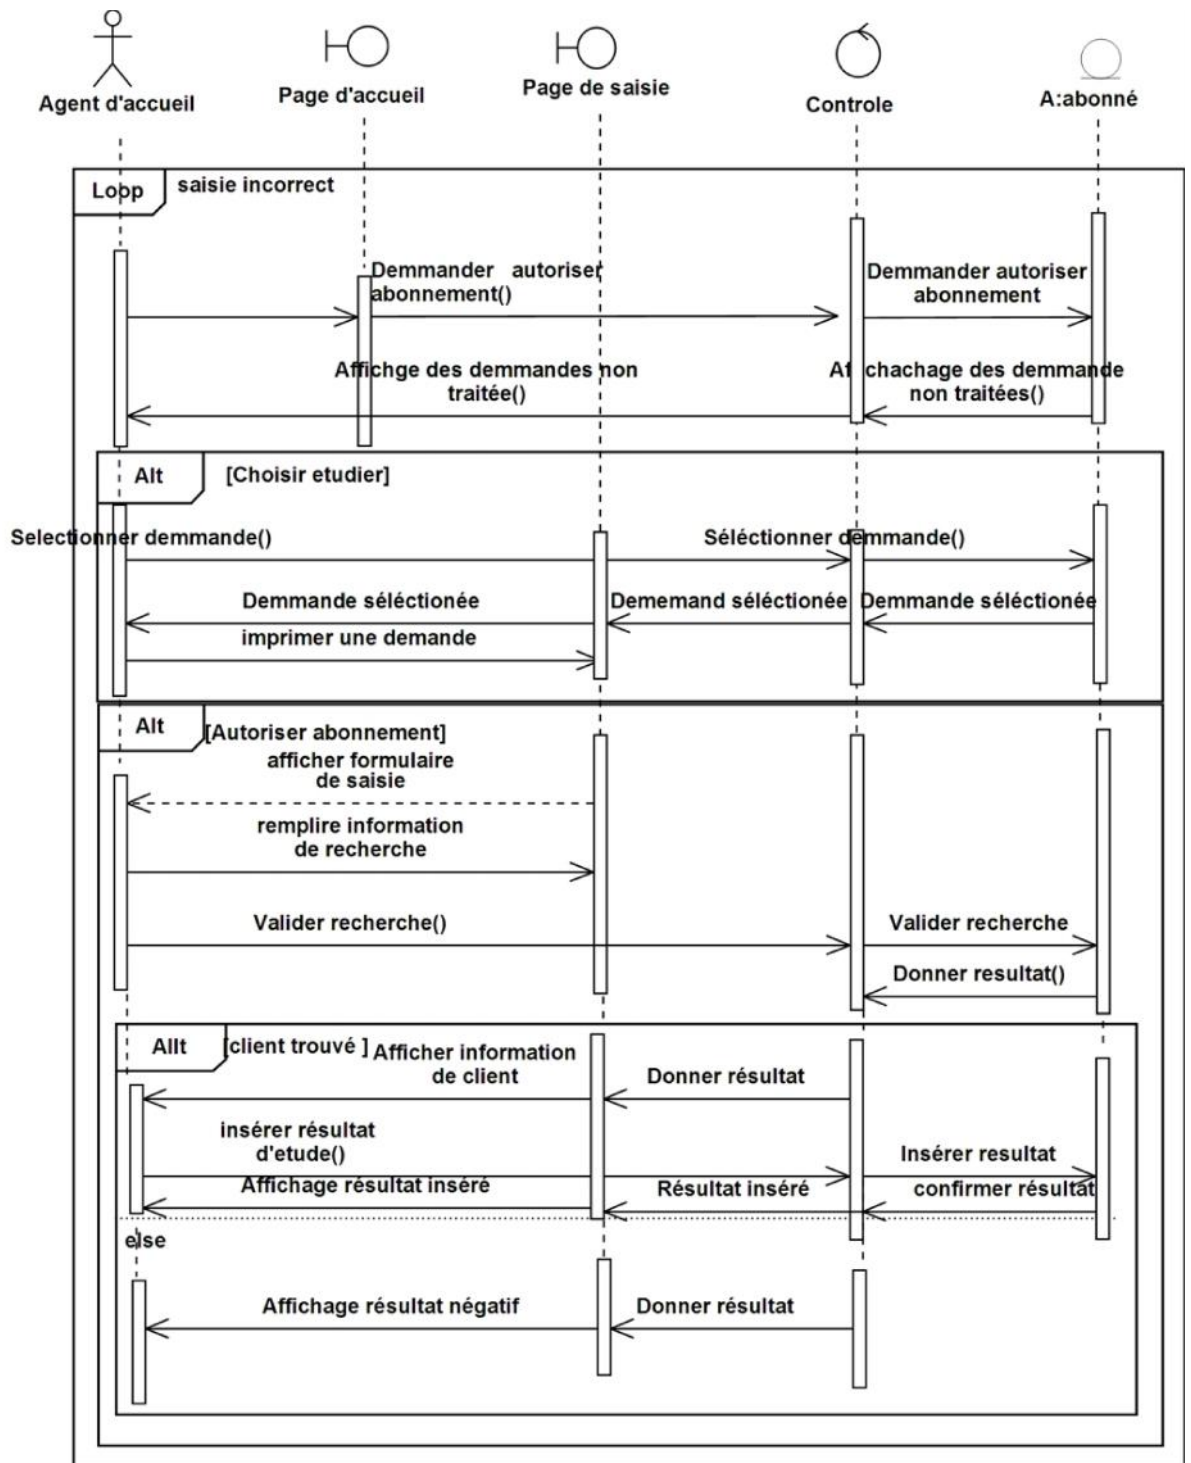 Agent d'accueil
Page d'accueil
Page de saisie
Controle
A:abonné
Loop
saisie incorrect
Demmander autoriser
abonnement()
Demmander autoriser
abonnement
Affichge des demmandes non
traitée()
Af chachage des demmande
non traitées()
Alt
[Choisir etudier]
Selectionner demmande()
Séléctionner demmande()
Demmande séléctionée
Dememand séléctionée
Demmande séléctionée
imprimer une demande
Alt
[Autoriser abonnement]
afficher formulaire
de saisie
remplire information
de recherche
Valider recherche()
Valider recherche
Donner resultat()
Allt
[client trouvé ]
Afficher information
de client
Donner résultat
insérer résultat
d'etude()
Insérer resultat
Affichage résultat inséré
Résultat inséré
confirmer résultat
else
Affichage résultat négatif
Donner résultat